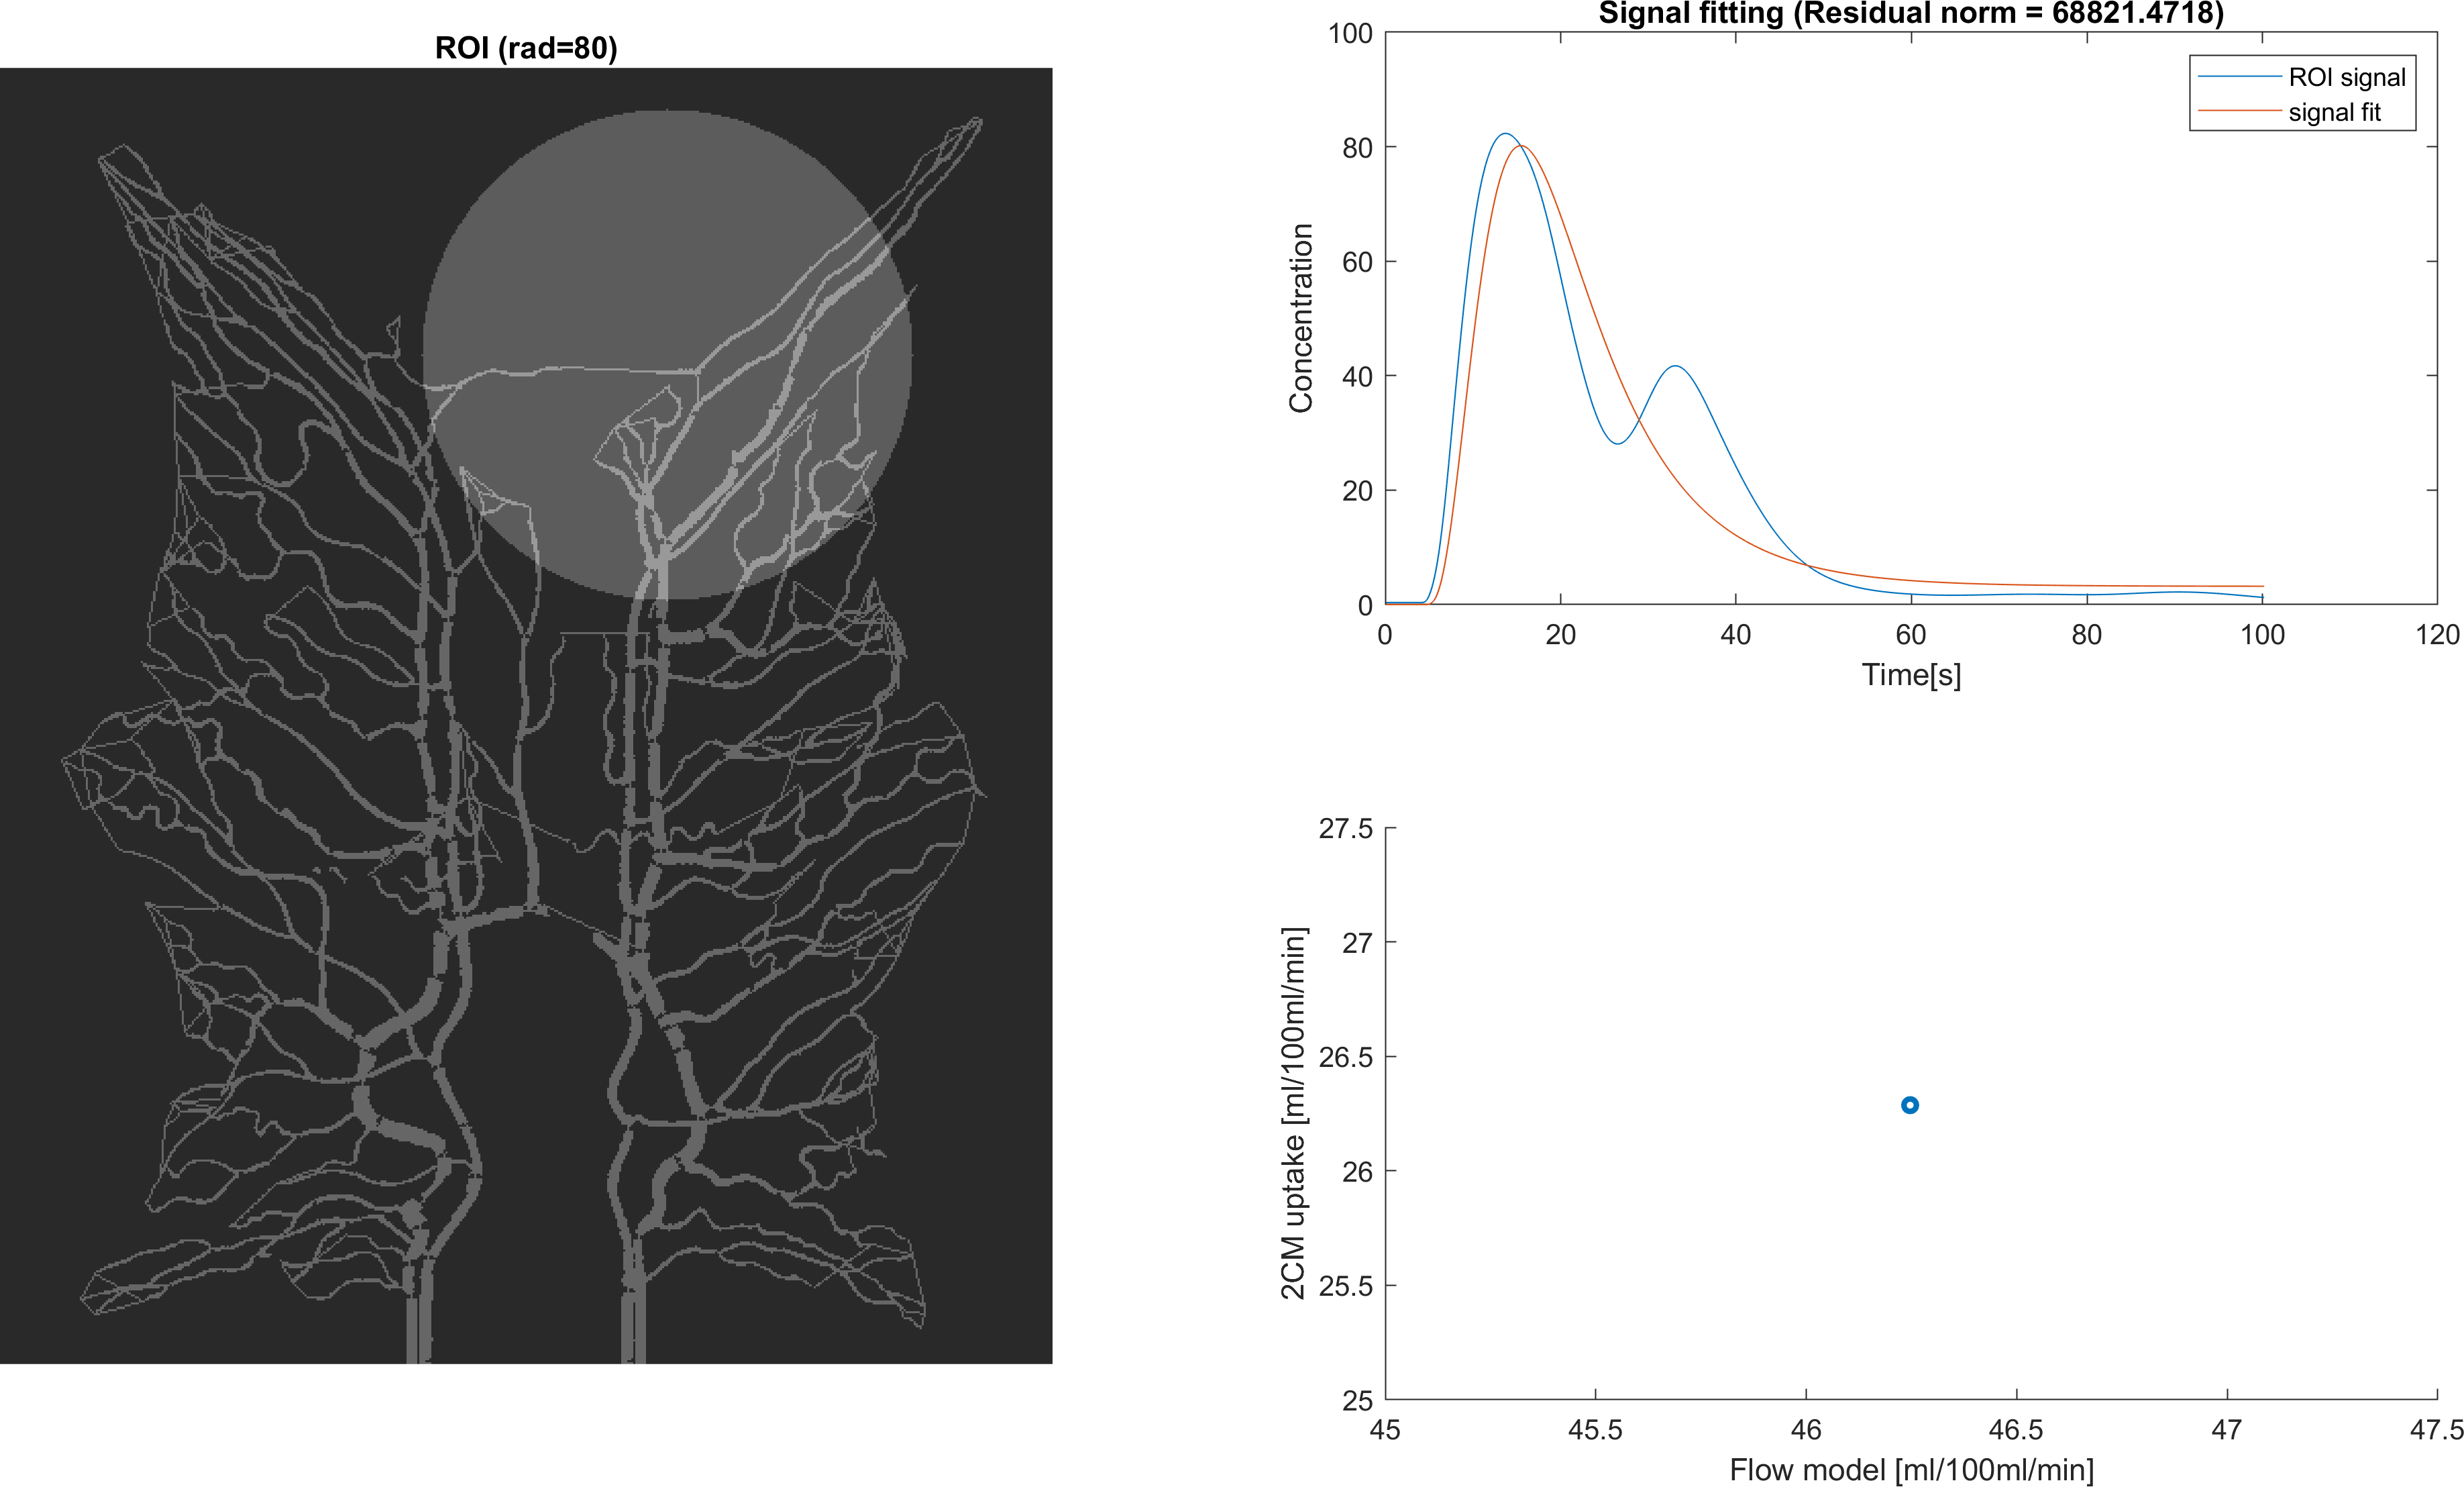 ROI (rad=80)
Signal fitting (Residual norm = 68821.4718)
100
80
60
40
20
0
Concentration
ROI signal
signal fit
0 20 40 60 80 100 120
Time[s]
27.5
27
26.5
26
25.5
25
2CM uptake [ml/100ml/min]
45 45.5 46 46.5 47 47.5
Flow model [ml/100ml/min]